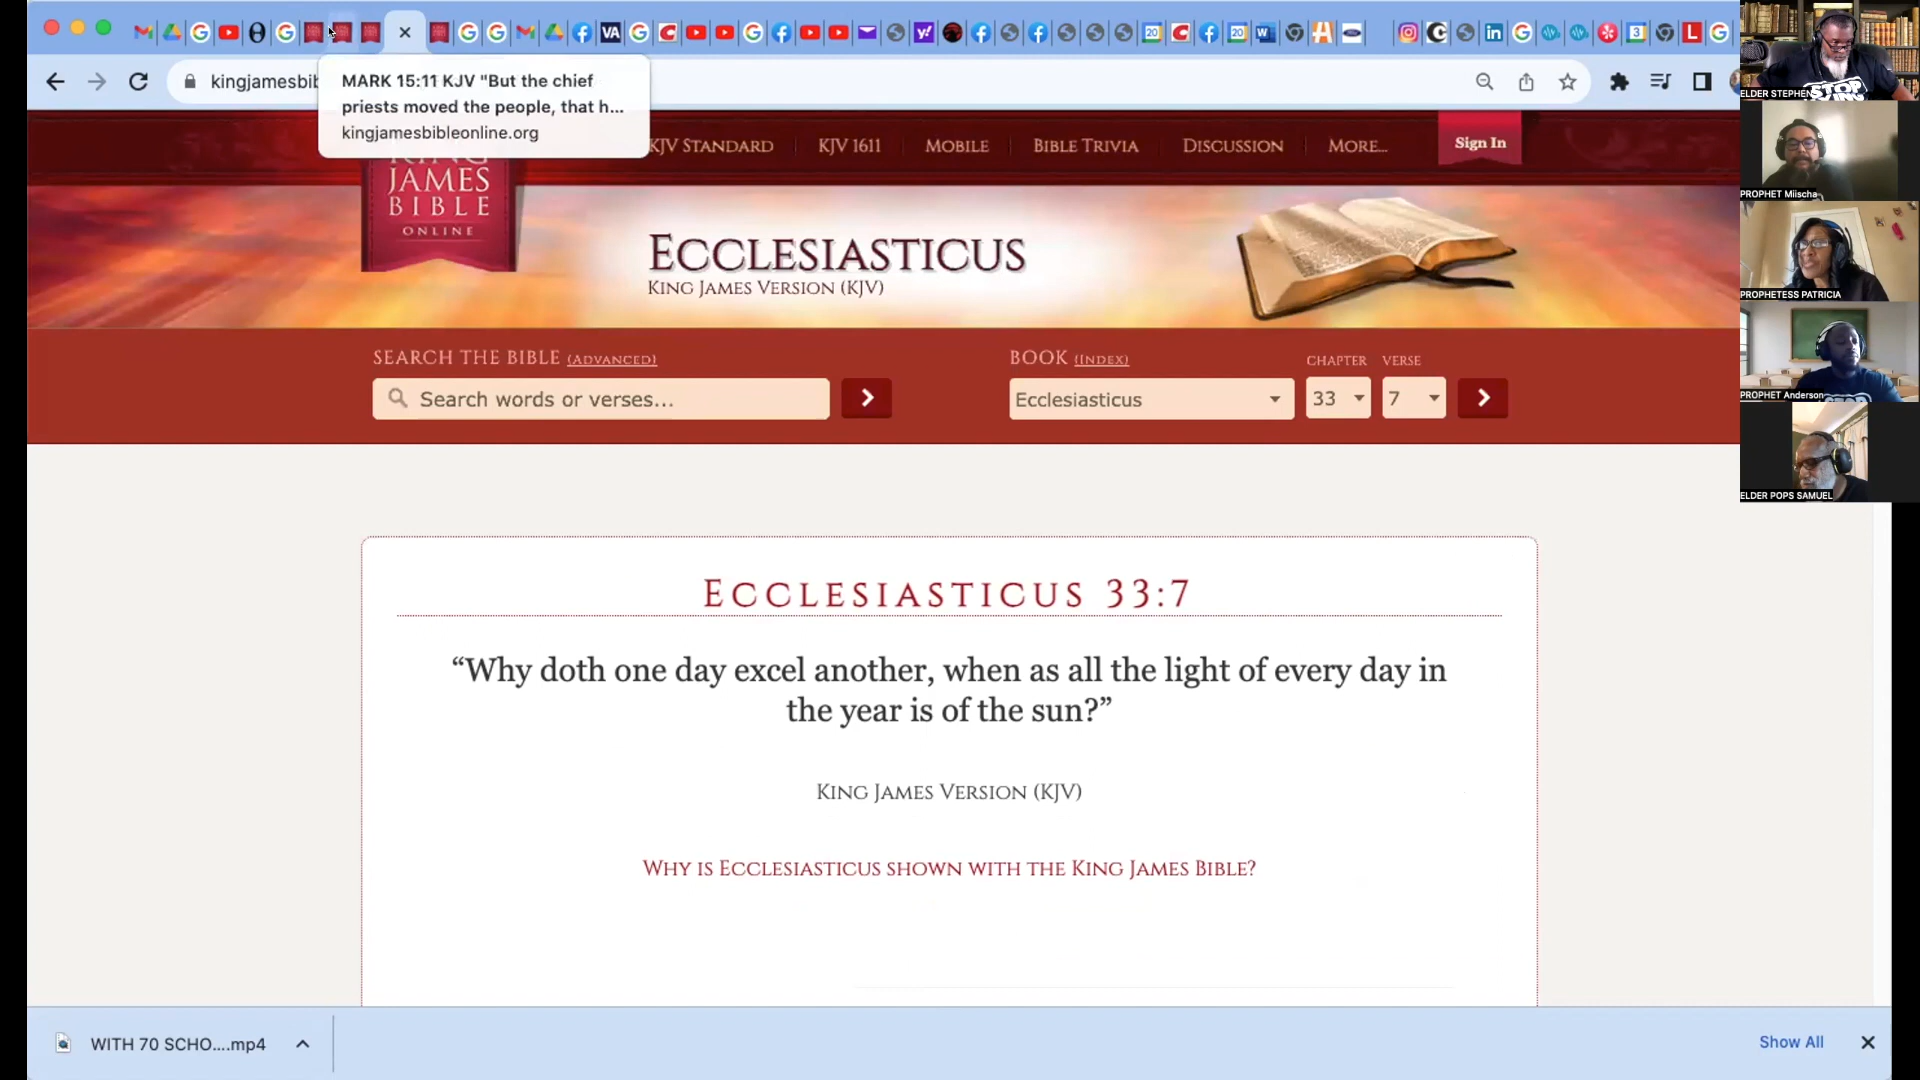 kingjamesbib
MARK 15:11 KJV "But the chief
priests moved the people, that h...
kingjamesbibleonline.org
KJV STANDARD
KJV 1611
MOBILE
BIBLE TRIVIA
DISCUSSION
MORE...
Sign In
KING
JAMES
BIBLE
ONLINE
ECCLESIASTICUS
KING JAMES VERSION (KJV)
SEARCH THE BIBLE (ADVANCED)
BOOK (INDEX)
CHAPTER
VERSE
Search words or verses...
Ecclesiasticus
33
7
ECCLESIASTICUS 33:7
“Why doth one day excel another, when as all the light of every day in
the year is of the sun?”
KING JAMES VERSION (KJV)
WHY IS ECCLESIASTICUS SHOWN WITH THE KING JAMES BIBLE?
WITH 70 SCHO....mp4
Show All
ELDER STEPHEN
STOP
PROPHET Miischa
PROPHETESS PATRICIA
PROPHET Anderson
ELDER POPS SAMUEL